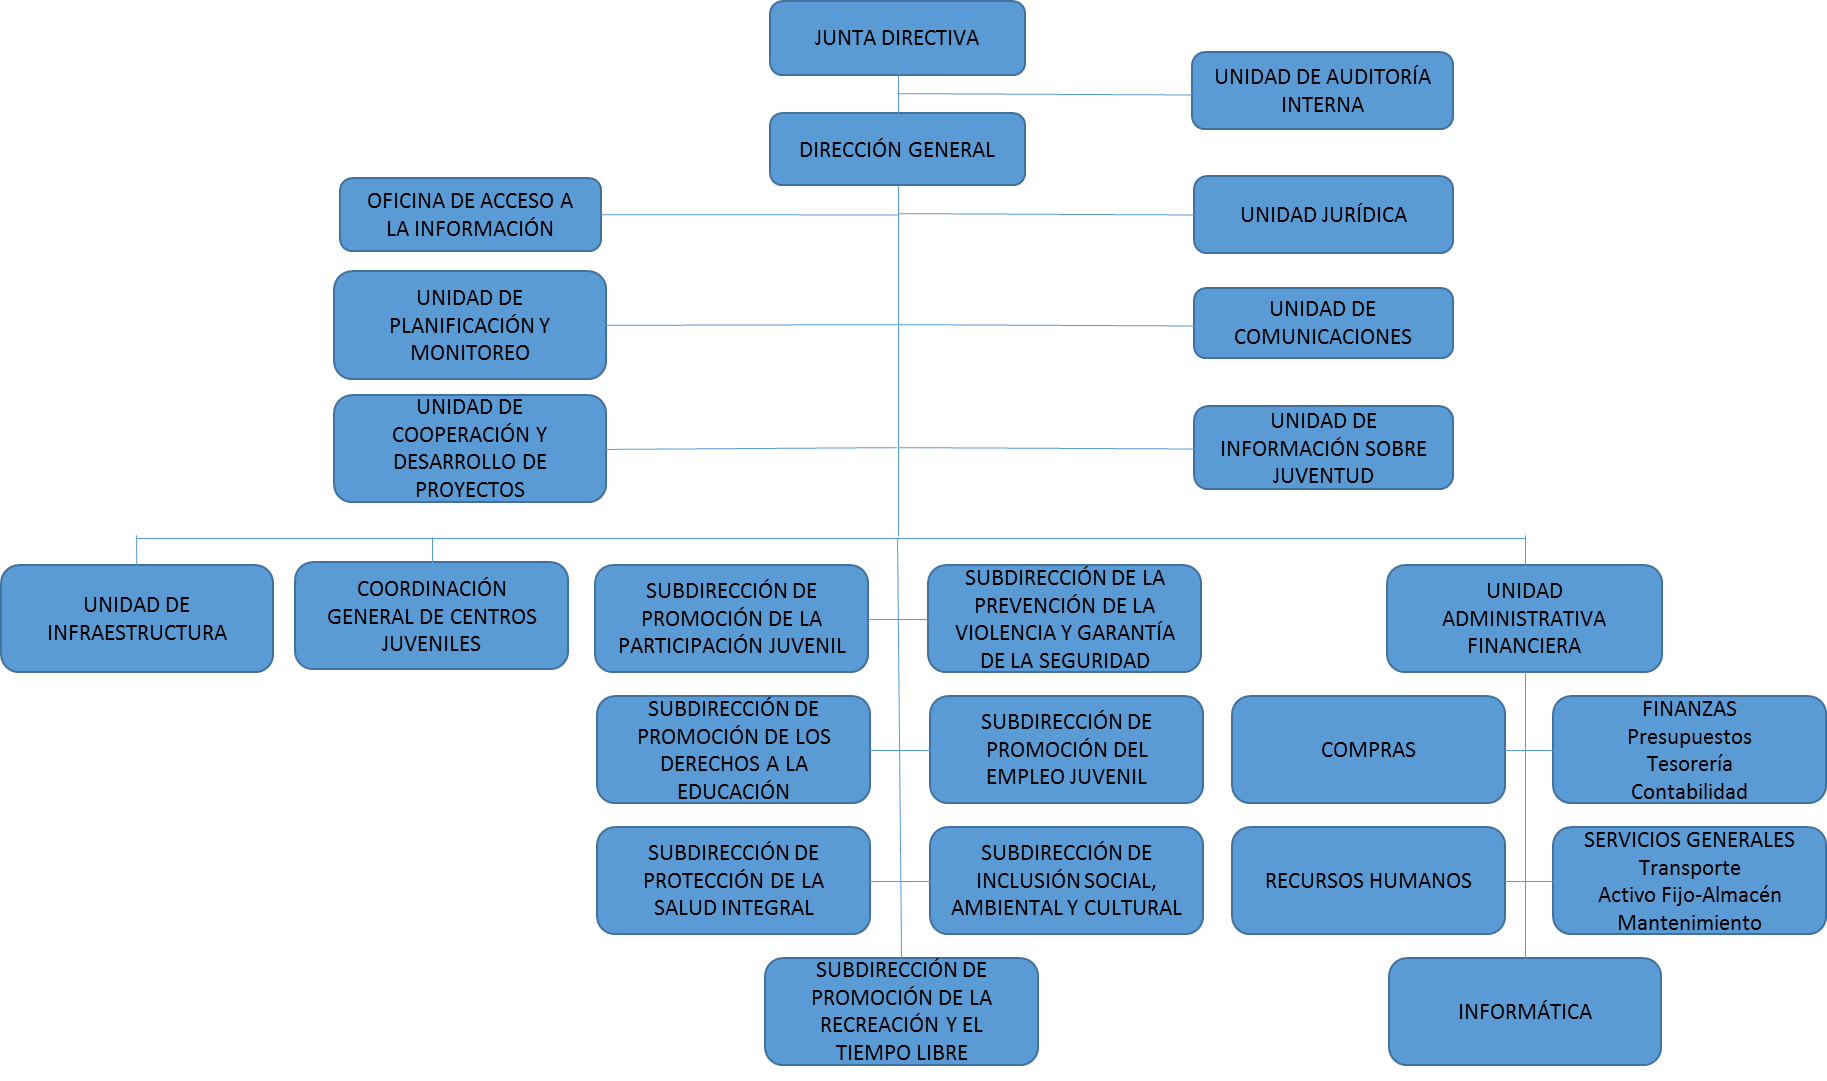 JUNTA DIRECTIVA
UNIDAD DE AUDITORÍA
INTERNA
DIRECCIÓN GENERAL
OFICINA DE ACCESO A
LA INFORMACIÓN
UNIDAD JURÍDICA
UNIDAD DE
PLANIFICACIÓN Y
MONITOREO
UNIDAD DE
COMUNICACIONES
UNIDAD DE
COOPERACIÓN Y
DESARROLLO DE
PROYECTOS
UNIDAD DE
INFORMACIÓN SOBRE
JUVENTUD
UNIDAD DE
INFRAESTRUCTURA
COORDINACIÓN
GENERAL DE CENTROS
JUVENILES
SUBDIRECCIÓN DE
PROMOCIÓN DE LA
PARTICIPACIÓN JUVENIL
SUBDIRECCIÓN DE LA
PREVENCIÓN DE LA
VIOLENCIA Y GARANTÍA
DE LA SEGURIDAD
UNIDAD
ADMINISTRATIVA
FINANCIERA
SUBDIRECCIÓN DE
PROMOCIÓN DE LOS
DERECHOS A LA
EDUCACIÓN
SUBDIRECCIÓN DE
PROMOCIÓN DEL
EMPLEO JUVENIL
COMPRAS
FINANZAS
Presupuestos
Tesorería
Contabilidad
SUBDIRECCIÓN DE
PROTECCIÓN DE LA
SALUD INTEGRAL
SUBDIRECCIÓN DE
INCLUSIÓN SOCIAL,
AMBIENTAL Y CULTURAL
RECURSOS HUMANOS
SERVICIOS GENERALES
Transporte
Activo Fijo-Almacén
Mantenimiento
SUBDIRECCIÓN DE
PROMOCIÓN DE LA
RECREACIÓN Y EL
TIEMPO LIBRE
INFORMÁTICA